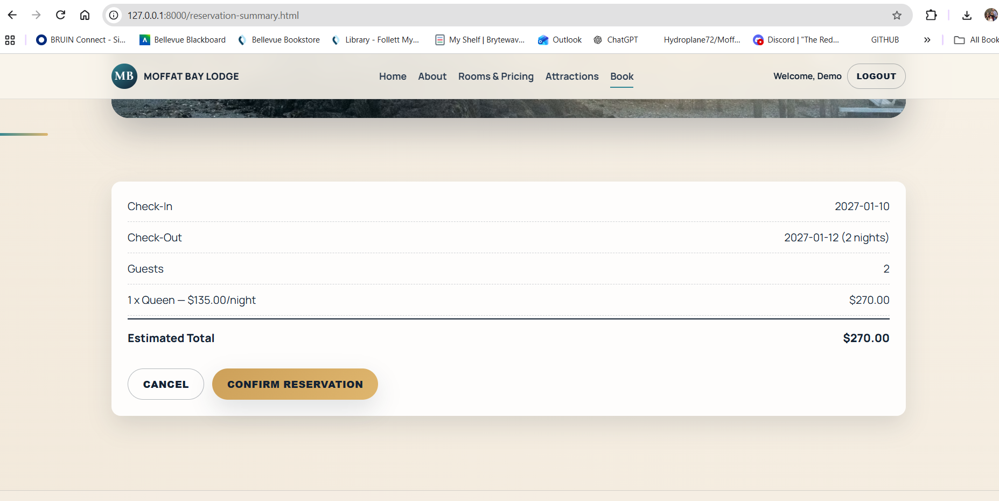 127.0.0.1:8000/reservation-summary.html
BRUIN Connect - Si... Bellevue Blackboard Bellevue Bookstore Library - Follett My... My Shelf | Brytewav... Outlook ChatGPT Hydroplane72/Moff... Discord | "The Red... GITHUB » All Book
MB MOFFAT BAY LODGE Home About Rooms & Pricing Attractions Book Welcome, Demo LOGOUT
Check-In 2027-01-10
Check-Out 2027-01-12 (2 nights)
Guests 2
1 x Queen — $135.00/night $270.00
Estimated Total $270.00
CANCEL CONFIRM RESERVATION